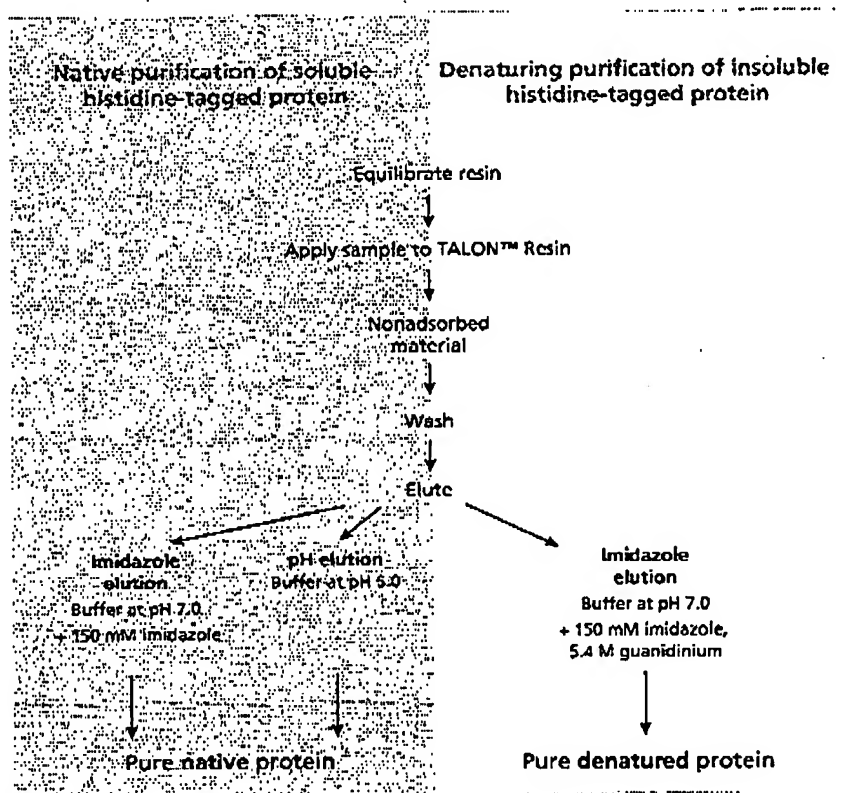 Native purification of soluble
histidine-tagged protein
Denaturing purification of insoluble
histidine-tagged protein
Equilibrate resin
Apply sample to TALON™ Resin
Nonadsorbed
material
Wash
Elute
Imidazole
elution
Buffer at pH 7.0
+ 150 mM imidazole
pH elution
Buffer at pH
Imidazole
elution
Buffer at pH 7.0
+ 150 mM imidazole,
5.4 M guanidinium
Pure native protein
Pure denatured protein